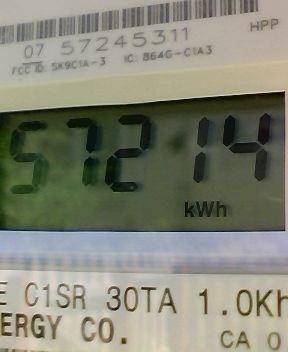 HPP
07 57245311
FCC ID: SK9C1A-3 IC: 864G-C1A3
57214
kWh
E C1SR 30TA 1.0Kh
ERGY CO.
CA 0